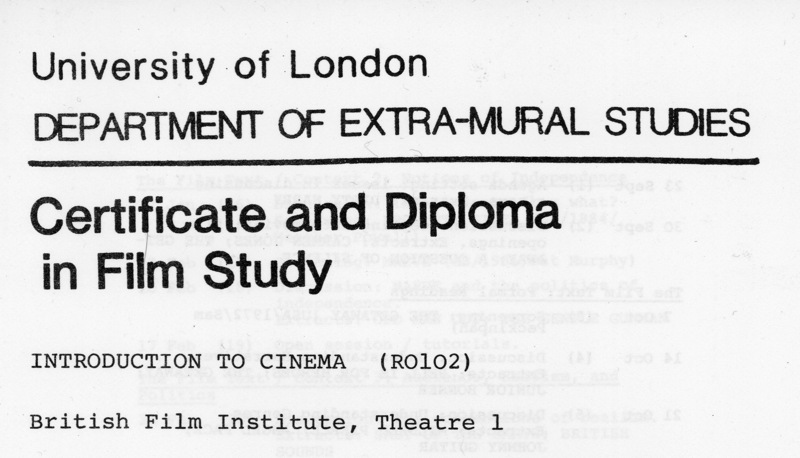 University of London
DEPARTMENT OF EXTRA-MURAL STUDIES
Certificate and Diploma
in Film Study
INTRODUCTION TO CINEMA (RO1O2)
British Film Institute, Theatre 1